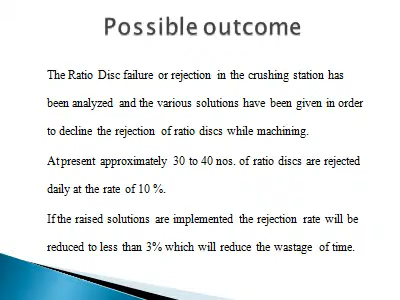 Possible outcome
The Ratio Disc failure or rejection in the crushing station has
been analyzed and the various solutions have been given in order
to decline the rejection of ratio discs while machining.
At present approximately 30 to 40 nos. of ratio discs are rejected
daily at the rate of 10 %.
If the raised solutions are implemented the rejection rate will be
reduced to less than 3% which will reduce the wastage of time.